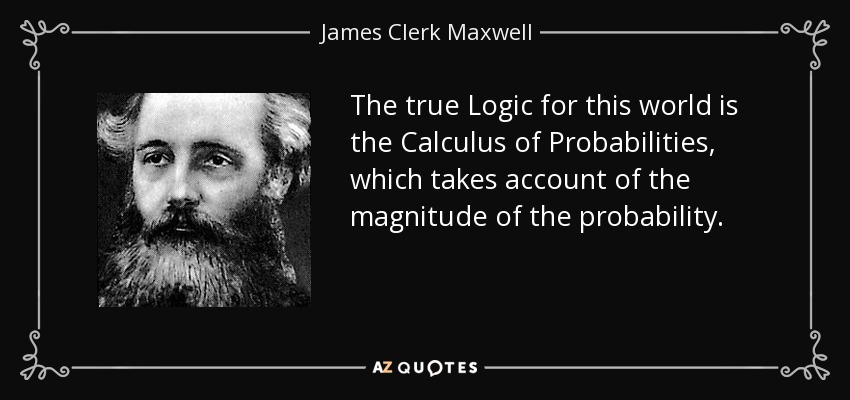 James Clerk Maxwell
The true Logic for this world is
the Calculus of Probabilities,
which takes account of the
magnitude of the probability.
AZ QUOTES